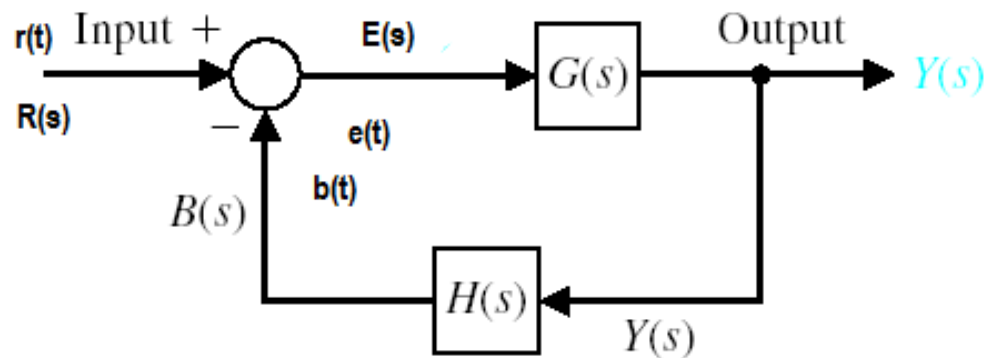 r(t) Input + E(s) Output
G(s) Y(s)
R(s) − e(t)
b(t)
B(s)
H(s)
Y(s)